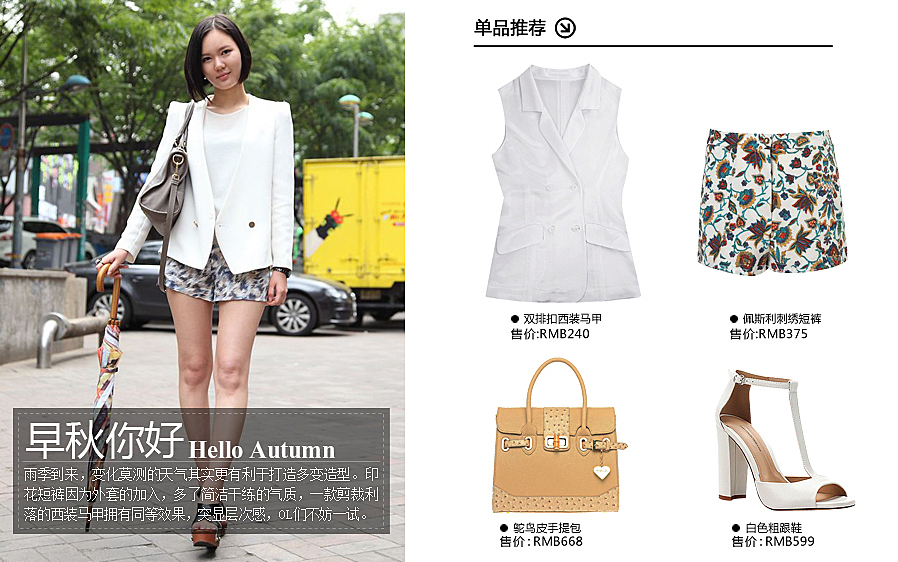 早秋你好 Hello Autumn
雨季到来，变化莫测的天气其实更有利于打造多变造型。印
花短裤因为外套的加入，多了简洁干练的气质，一款剪裁利
落的西装马甲拥有同等效果，突显层次感，OL们不妨一试。
单品推荐
双排扣西装马甲
售价:RMB240
佩斯利刺绣短裤
售价:RMB375
鸵鸟皮手提包
售价:RMB668
白色粗跟鞋
售价:RMB599